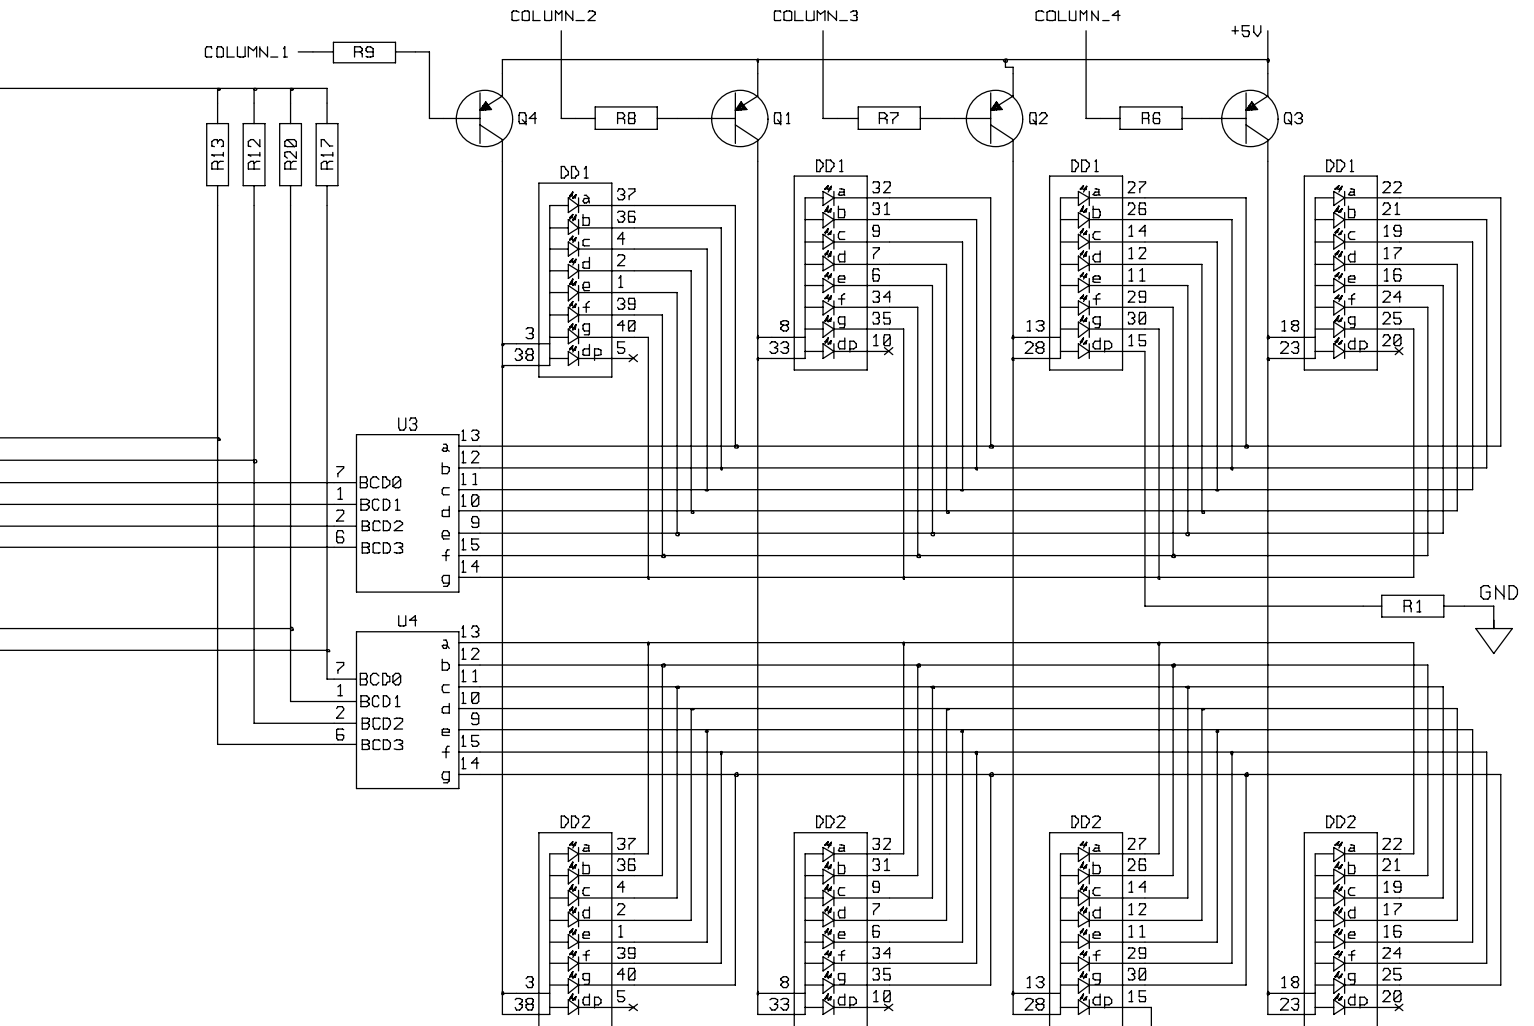 COLUMN_1
R9
COLUMN_2
COLUMN_3
COLUMN_4
+5V
Q4
R8
Q1
R7
Q2
R6
Q3
R13
R12
R20
R17
DD1
a 37
b 36
c 4
d 2
e 1
f 39
g 40
dp 5
3
38
DD1
a 32
b 31
c 9
d 7
e 6
f 34
g 35
dp 10
8
33
DD1
a 27
b 26
c 14
d 12
e 11
f 29
g 30
dp 15
13
28
DD1
a 22
b 21
c 19
d 17
e 16
f 24
g 25
dp 20
18
23
U3
7 BCD0
1 BCD1
2 BCD2
6 BCD3
a 13
b 12
c 11
d 10
e 9
f 15
g 14
R1
GND
U4
7 BCD0
1 BCD1
2 BCD2
6 BCD3
a 13
b 12
c 11
d 10
e 9
f 15
g 14
DD2
a 37
b 36
c 4
d 2
e 1
f 39
g 40
dp 5
3
38
DD2
a 32
b 31
c 9
d 7
e 6
f 34
g 35
dp 10
8
33
DD2
a 27
b 26
c 14
d 12
e 11
f 29
g 30
dp 15
13
28
DD2
a 22
b 21
c 19
d 17
e 16
f 24
g 25
dp 20
18
23